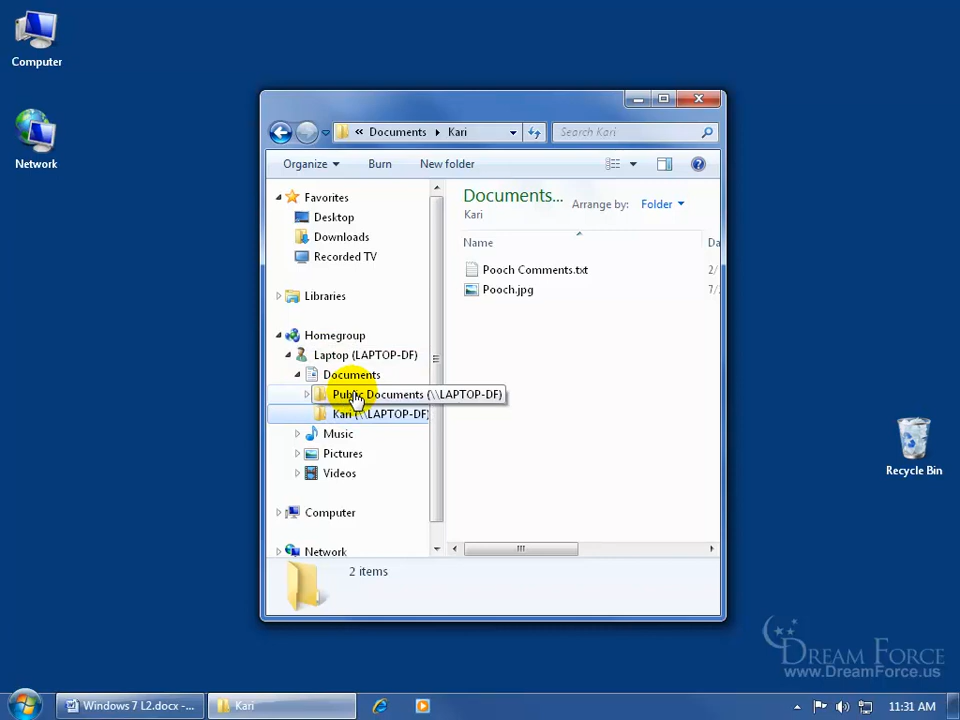 Computer
Network
« Documents Kari
Search Kari
Organize
Burn
New folder
Favorites
Desktop
Downloads
Recorded TV
Libraries
Homegroup
Laptop (LAPTOP-DF)
Documents
Public Documents (\\LAPTOP-DF)
Kari (\\LAPTOP-DF)
Music
Pictures
Videos
Computer
Network
Documents...
Kari
Arrange by: Folder
Name
Da
Pooch Comments.txt
2/
Pooch.jpg
7/
2 items
Recycle Bin
DREAM FORCE
www.DreamForce.us
Windows 7 L2.docx -...
Kari
11:31 AM